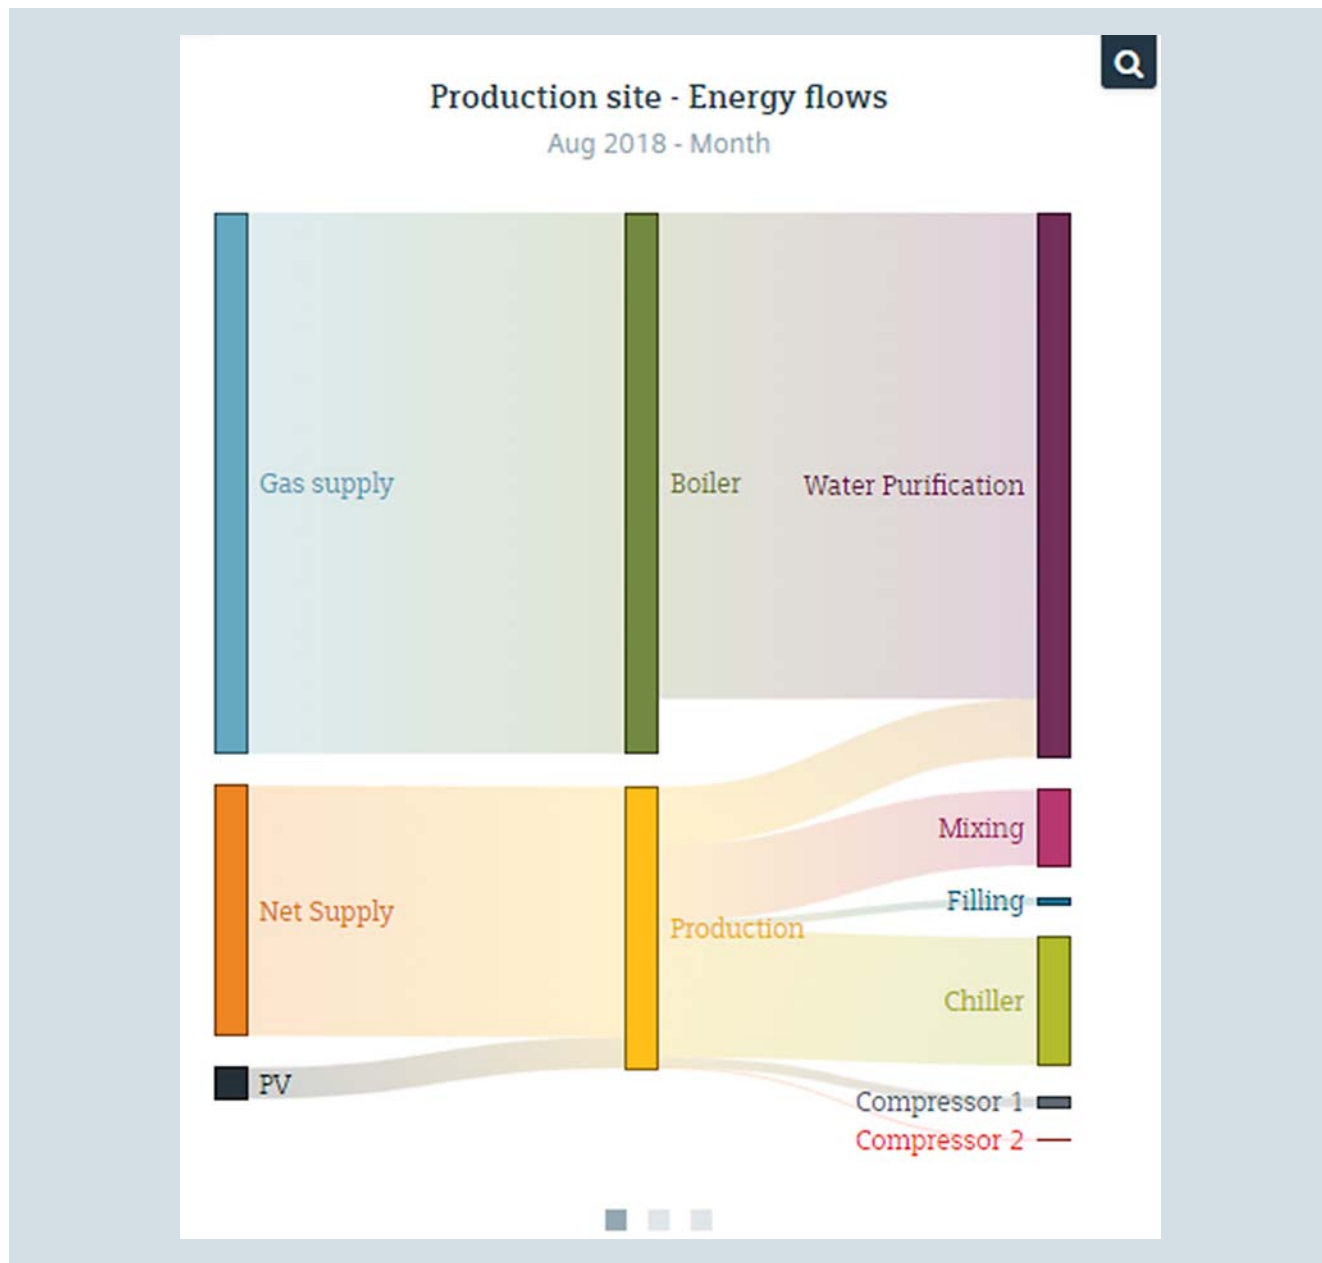 Production site - Energy flows
Aug 2018 - Month
Gas supply
Boiler
Water Purification
Mixing
Filling
Net Supply
Production
Chiller
PV
Compressor 1
Compressor 2